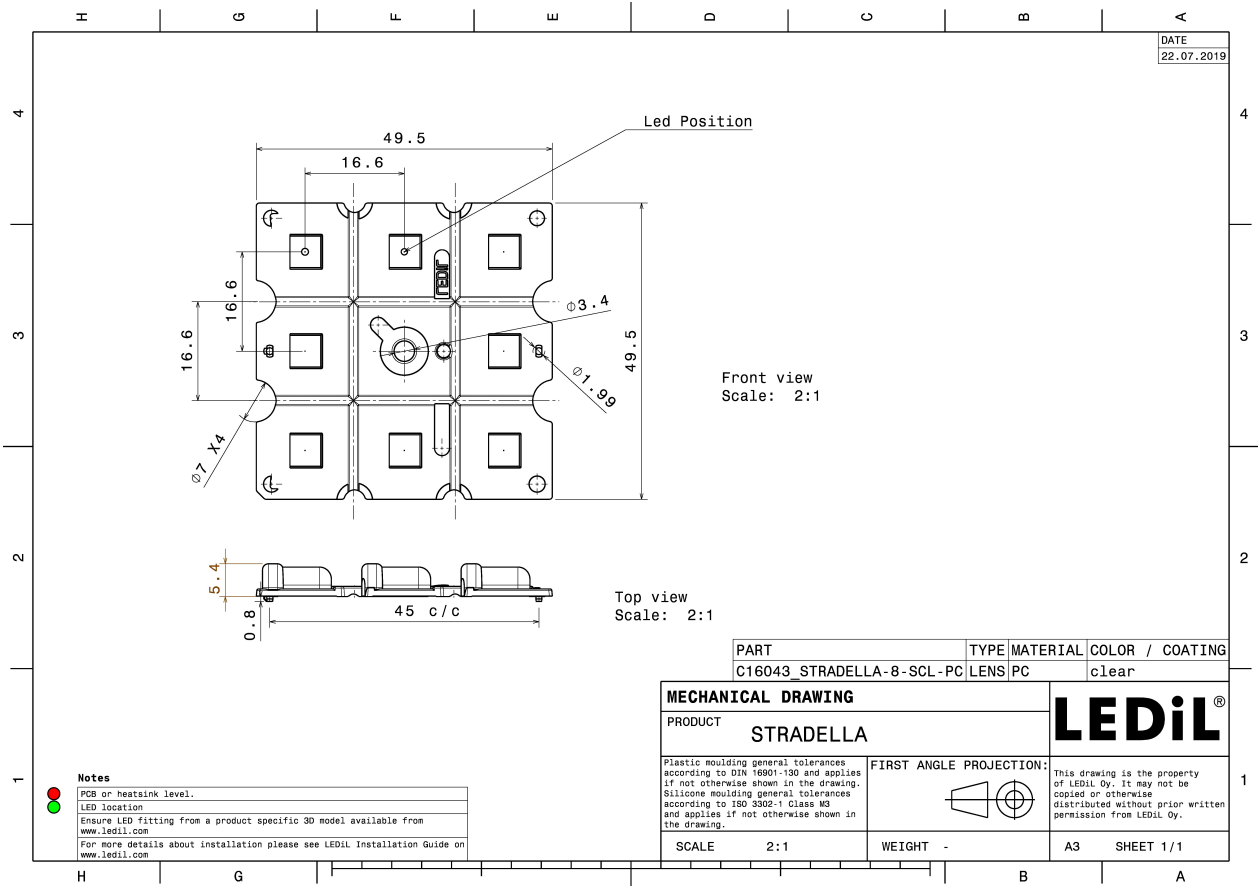 H G F E D C B A
DATE
22.07.2019
4
4
Led Position
49.5
16.6
LEDiL
16.6
16.6
Ø3.4
49.5
Ø1.99
Ø7 X4
3
3
Front view
Scale: 2:1
2
2
5.4
0.8
45 c/c
Top view
Scale: 2:1
PART TYPE MATERIAL COLOR / COATING
C16043_STRADELLA-8-SCL-PC LENS PC clear
MECHANICAL DRAWING
PRODUCT
STRADELLA
LEDiL®
Plastic moulding general tolerances
according to DIN 16901-130 and applies
if not otherwise shown in the drawing.
Silicone moulding general tolerances
according to ISO 3302-1 Class M3
and applies if not otherwise shown in
the drawing.
FIRST ANGLE PROJECTION:
This drawing is the property
of LEDiL Oy. It may not be
copied or otherwise
distributed without prior written
permission from LEDiL Oy.
1
1
Notes
PCB or heatsink level.
LED location
Ensure LED fitting from a product specific 3D model available from
www.ledil.com
For more details about installation please see LEDiL Installation Guide on
www.ledil.com
SCALE 2:1 WEIGHT - A3 SHEET 1/1
H G B A